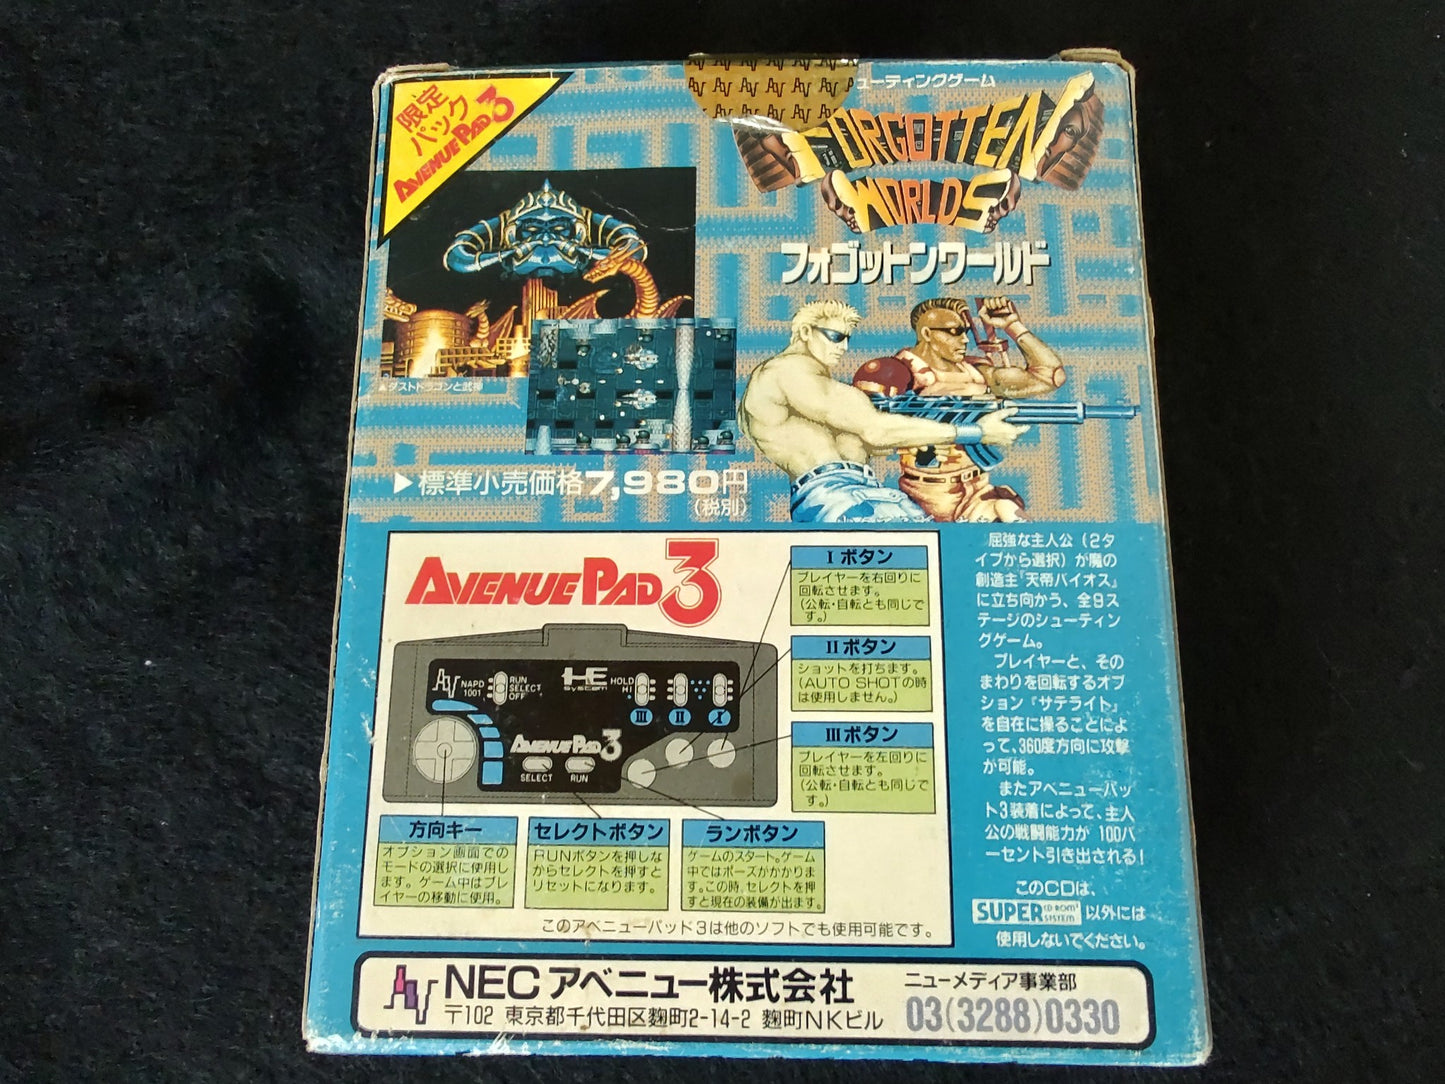 限定
パック
AVENUE PAD 3
ューティングゲーム
FORGOTTEN
WORLDS
フォゴットンワールド
▲ダストドラゴンと武神
▶標準小売価格7,980円
(税別)
AVENUE PAD 3
NAPD
1001
RUN
SELECT
OFF
HE
SYSTEM
HOLD
HI
III
II
I
AVENUE PAD 3
SELECT
RUN
Iボタン
プレイヤーを右回りに
回転させます。
(公転・自転とも同じで
す。)
IIボタン
ショットを打ちます。
(AUTO SHOTの時
は使用しません。)
IIIボタン
プレイヤーを左回りに
回転させます。
(公転・自転とも同じで
す。)
方向キー
オプション画面での
モードの選択に使用し
ます。ゲーム中はプレ
イヤーの移動に使用。
セレクトボタン
RUNボタンを押しな
からセレクトを押すと
リセットになります。
ランボタン
ゲームのスタート。ゲーム
中ではポーズがかかりま
す。この時、セレクトを押
すと現在の装備が出ます。
このアベニューパッド3は他のソフトでも使用可能です。
屈強な主人公(2タ
イプから選択)が魔の
創造主『天帝バイオス』
に立ち向かう、全9ス
テージのシューティン
グゲーム。
プレイヤーと、その
まわりを回転するオプ
ション『サテライト』
を自在に操ることによ
って、360度方向に攻撃
が可能。
またアベニューパッ
ト3装着によって、主人
公の戦闘能力が100パ
ーセント引き出される!
このCDは、
SUPER CD-ROM² SYSTEM 以外には
使用しないでください。
NECアベニュー株式会社
〒102 東京都千代田区麹町2-14-2 麹町NKビル
ニューメディア事業部
03(3288)0330